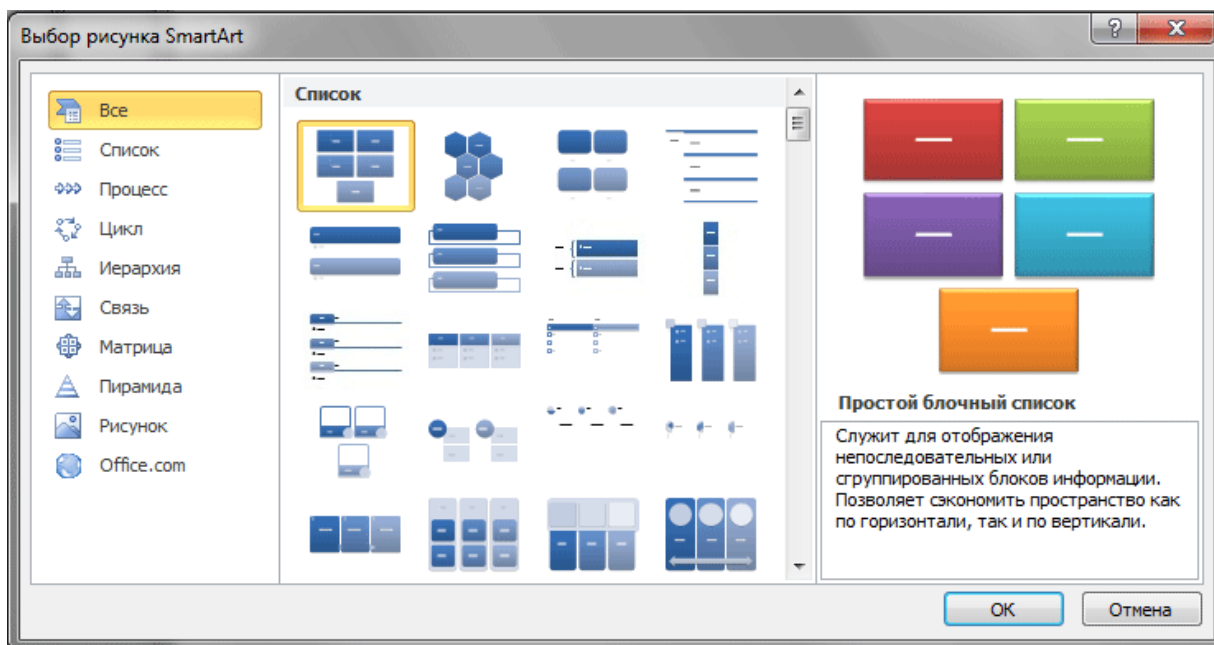 Выбор рисунка SmartArt
Все
Список
Процесс
Цикл
Иерархия
Связь
Матрица
Пирамида
Рисунок
Office.com
Список
Простой блочный список
Служит для отображения
непоследовательных или
сгруппированных блоков информации.
Позволяет сэкономить пространство как
по горизонтали, так и по вертикали.
ОК
Отмена